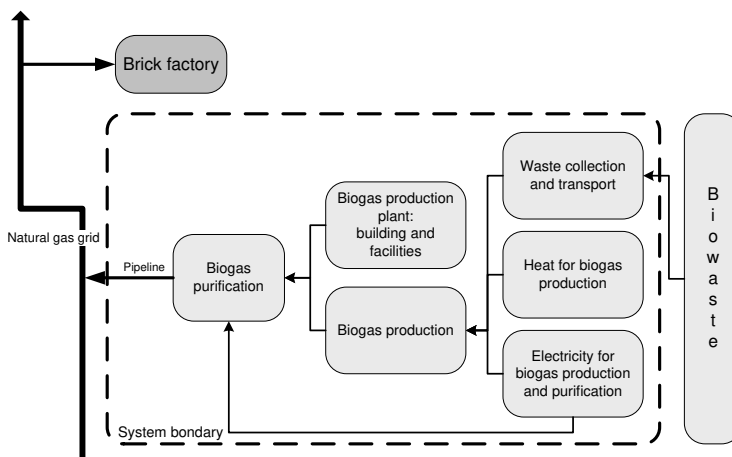 Brick factory
Waste collection
and transport
Biogas production
plant:
building and
facilities
Natural gas grid
Pipeline
Biogas
purification
Heat for biogas
production
Biogas production
Electricity for
biogas production
and purification
System bondary
B
i
o
w
a
s
t
e